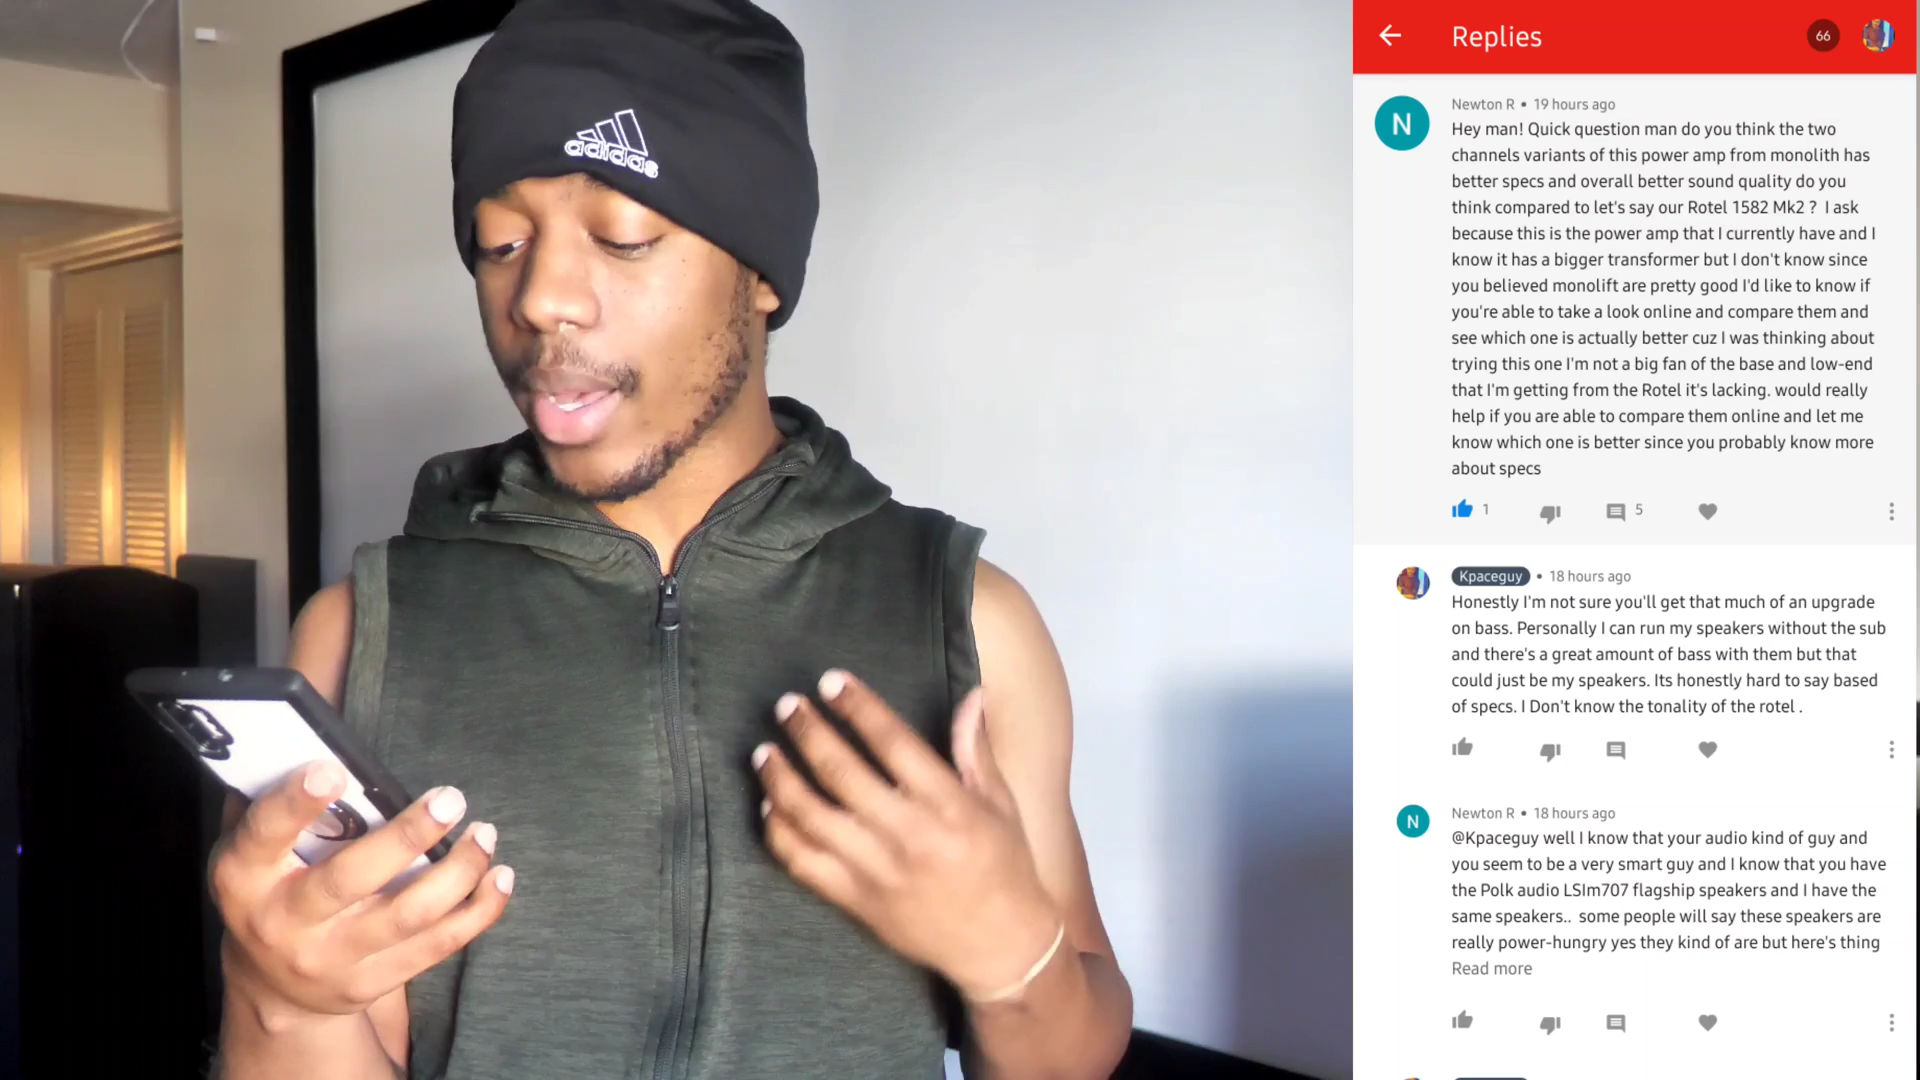 adidas
Replies
66
N
Newton R • 19 hours ago
Hey man! Quick question man do you think the two
channels variants of this power amp from monolith has
better specs and overall better sound quality do you
think compared to let's say our Rotel 1582 Mk2 ? I ask
because this is the power amp that I currently have and I
know it has a bigger transformer but I don't know since
you believed monolift are pretty good I'd like to know if
you're able to take a look online and compare them and
see which one is actually better cuz I was thinking about
trying this one I'm not a big fan of the base and low-end
that I'm getting from the Rotel it's lacking. would really
help if you are able to compare them online and let me
know which one is better since you probably know more
about specs
1
5
Kpaceguy • 18 hours ago
Honestly I'm not sure you'll get that much of an upgrade
on bass. Personally I can run my speakers without the sub
and there's a great amount of bass with them but that
could just be my speakers. Its honestly hard to say based
of specs. I Don't know the tonality of the rotel .
N
Newton R • 18 hours ago
@Kpaceguy well I know that your audio kind of guy and
you seem to be a very smart guy and I know that you have
the Polk audio LSIm707 flagship speakers and I have the
same speakers.. some people will say these speakers are
really power-hungry yes they kind of are but here's thing
Read more